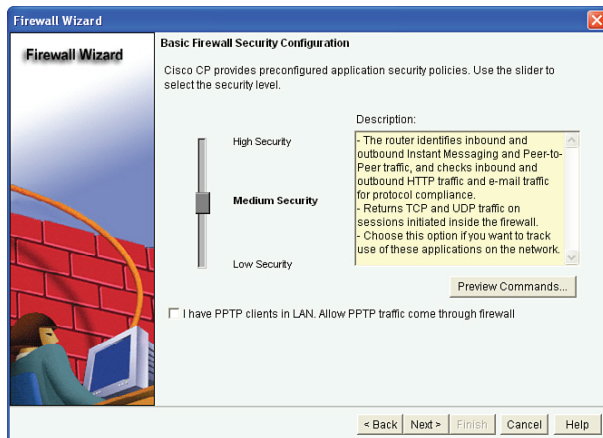 Firewall Wizard
Firewall Wizard
Basic Firewall Security Configuration
Cisco CP provides preconfigured application security policies. Use the slider to
select the security level.
Description:
High Security
Medium Security
Low Security
- The router identifies inbound and
outbound Instant Messaging and Peer-to-
Peer traffic, and checks inbound and
outbound HTTP traffic and e-mail traffic
for protocol compliance.
- Returns TCP and UDP traffic on
sessions initiated inside the firewall.
- Choose this option if you want to track
use of these applications on the network.
Preview Commands...
I have PPTP clients in LAN. Allow PPTP traffic come through firewall
< Back
Next >
Finish
Cancel
Help